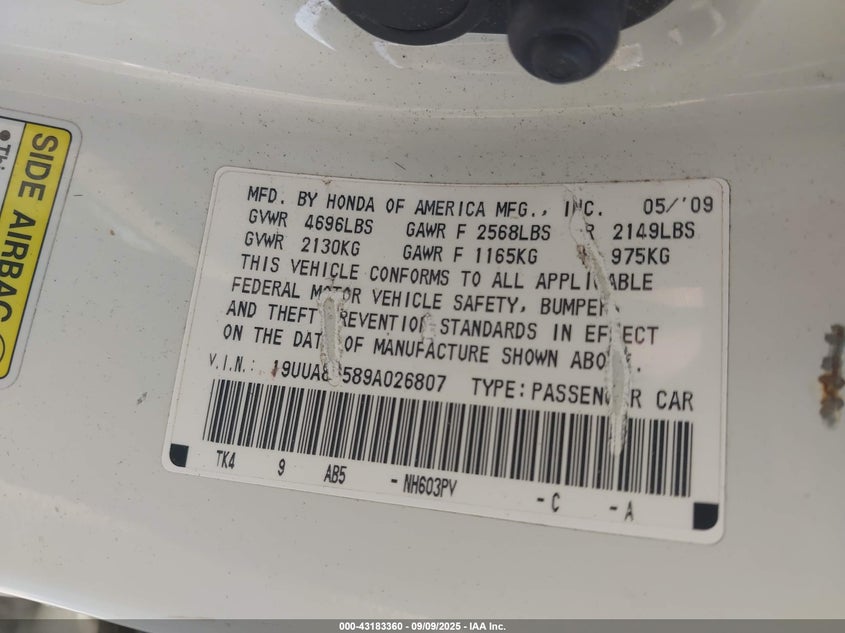 SIDE AIRBAG
MFD. BY HONDA OF AMERICA MFG., INC. 05/'09
GVWR 4696LBS GAWR F 2568LBS R 2149LBS
GVWR 2130KG GAWR F 1165KG 975KG
THIS VEHICLE CONFORMS TO ALL APPLICABLE
FEDERAL MOTOR VEHICLE SAFETY, BUMPER,
AND THEFT PREVENTION STANDARDS IN EFFECT
ON THE DATE OF MANUFACTURE SHOWN ABOVE.
V.I.N.: TYPE:PASSENGER CAR
TK4 9 AB5 -NH603PV -C -A
000-43183360 - 09/09/2025 - IAA Inc.